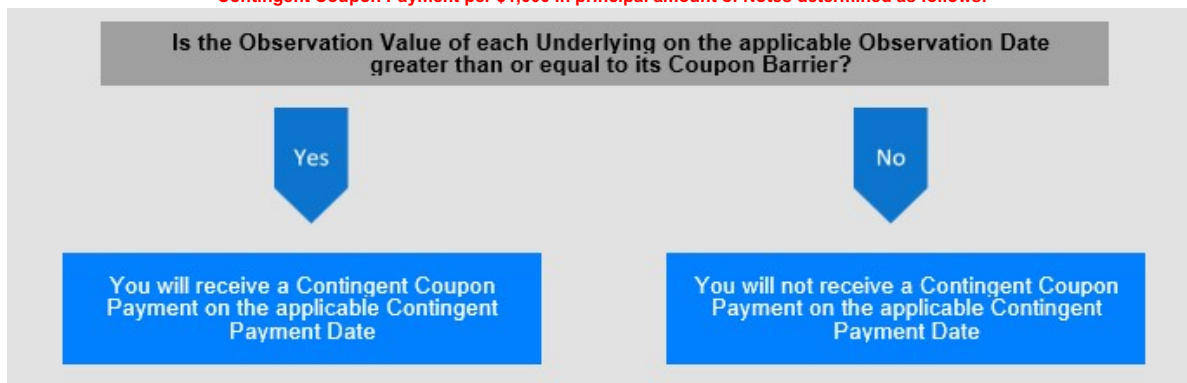 Contingent Coupon Payment per $1,000 in principal amount of Notes determined as follows:
Is the Observation Value of each Underlying on the applicable Observation Date
greater than or equal to its Coupon Barrier?
Yes
No
You will receive a Contingent Coupon
Payment on the applicable Contingent
Payment Date
You will not receive a Contingent Coupon
Payment on the applicable Contingent
Payment Date